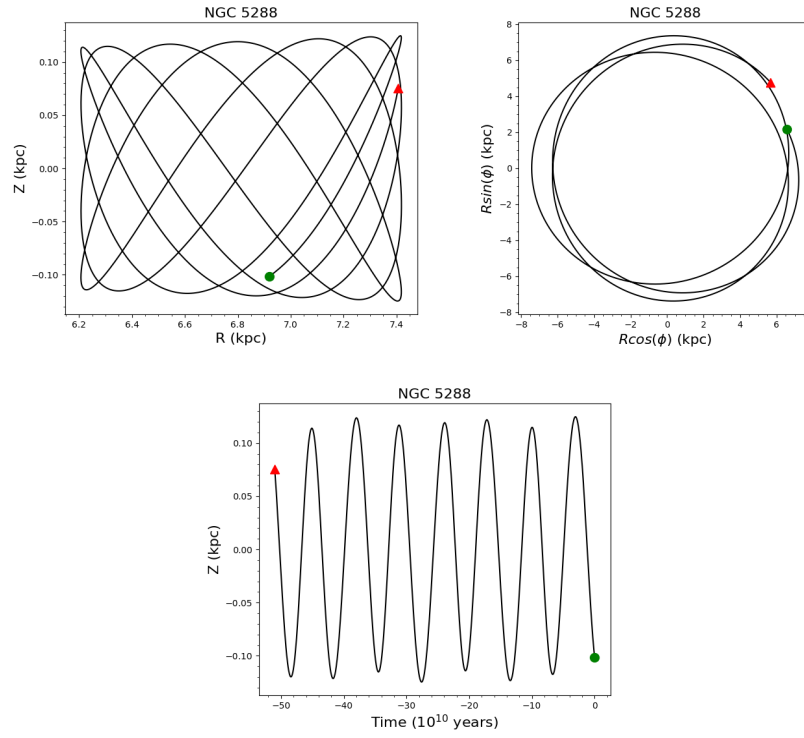 NGC 5288
Z (kpc)
0.10
0.05
0.00
−0.05
−0.10
6.2 6.4 6.6 6.8 7.0 7.2 7.4
R (kpc)
NGC 5288
Rsin(ϕ) (kpc)
8
6
4
2
0
−2
−4
−6
−8
−8 −6 −4 −2 0 2 4 6
Rcos(ϕ) (kpc)
NGC 5288
Z (kpc)
0.10
0.05
0.00
−0.05
−0.10
−50 −40 −30 −20 −10 0
Time (10¹⁰ years)